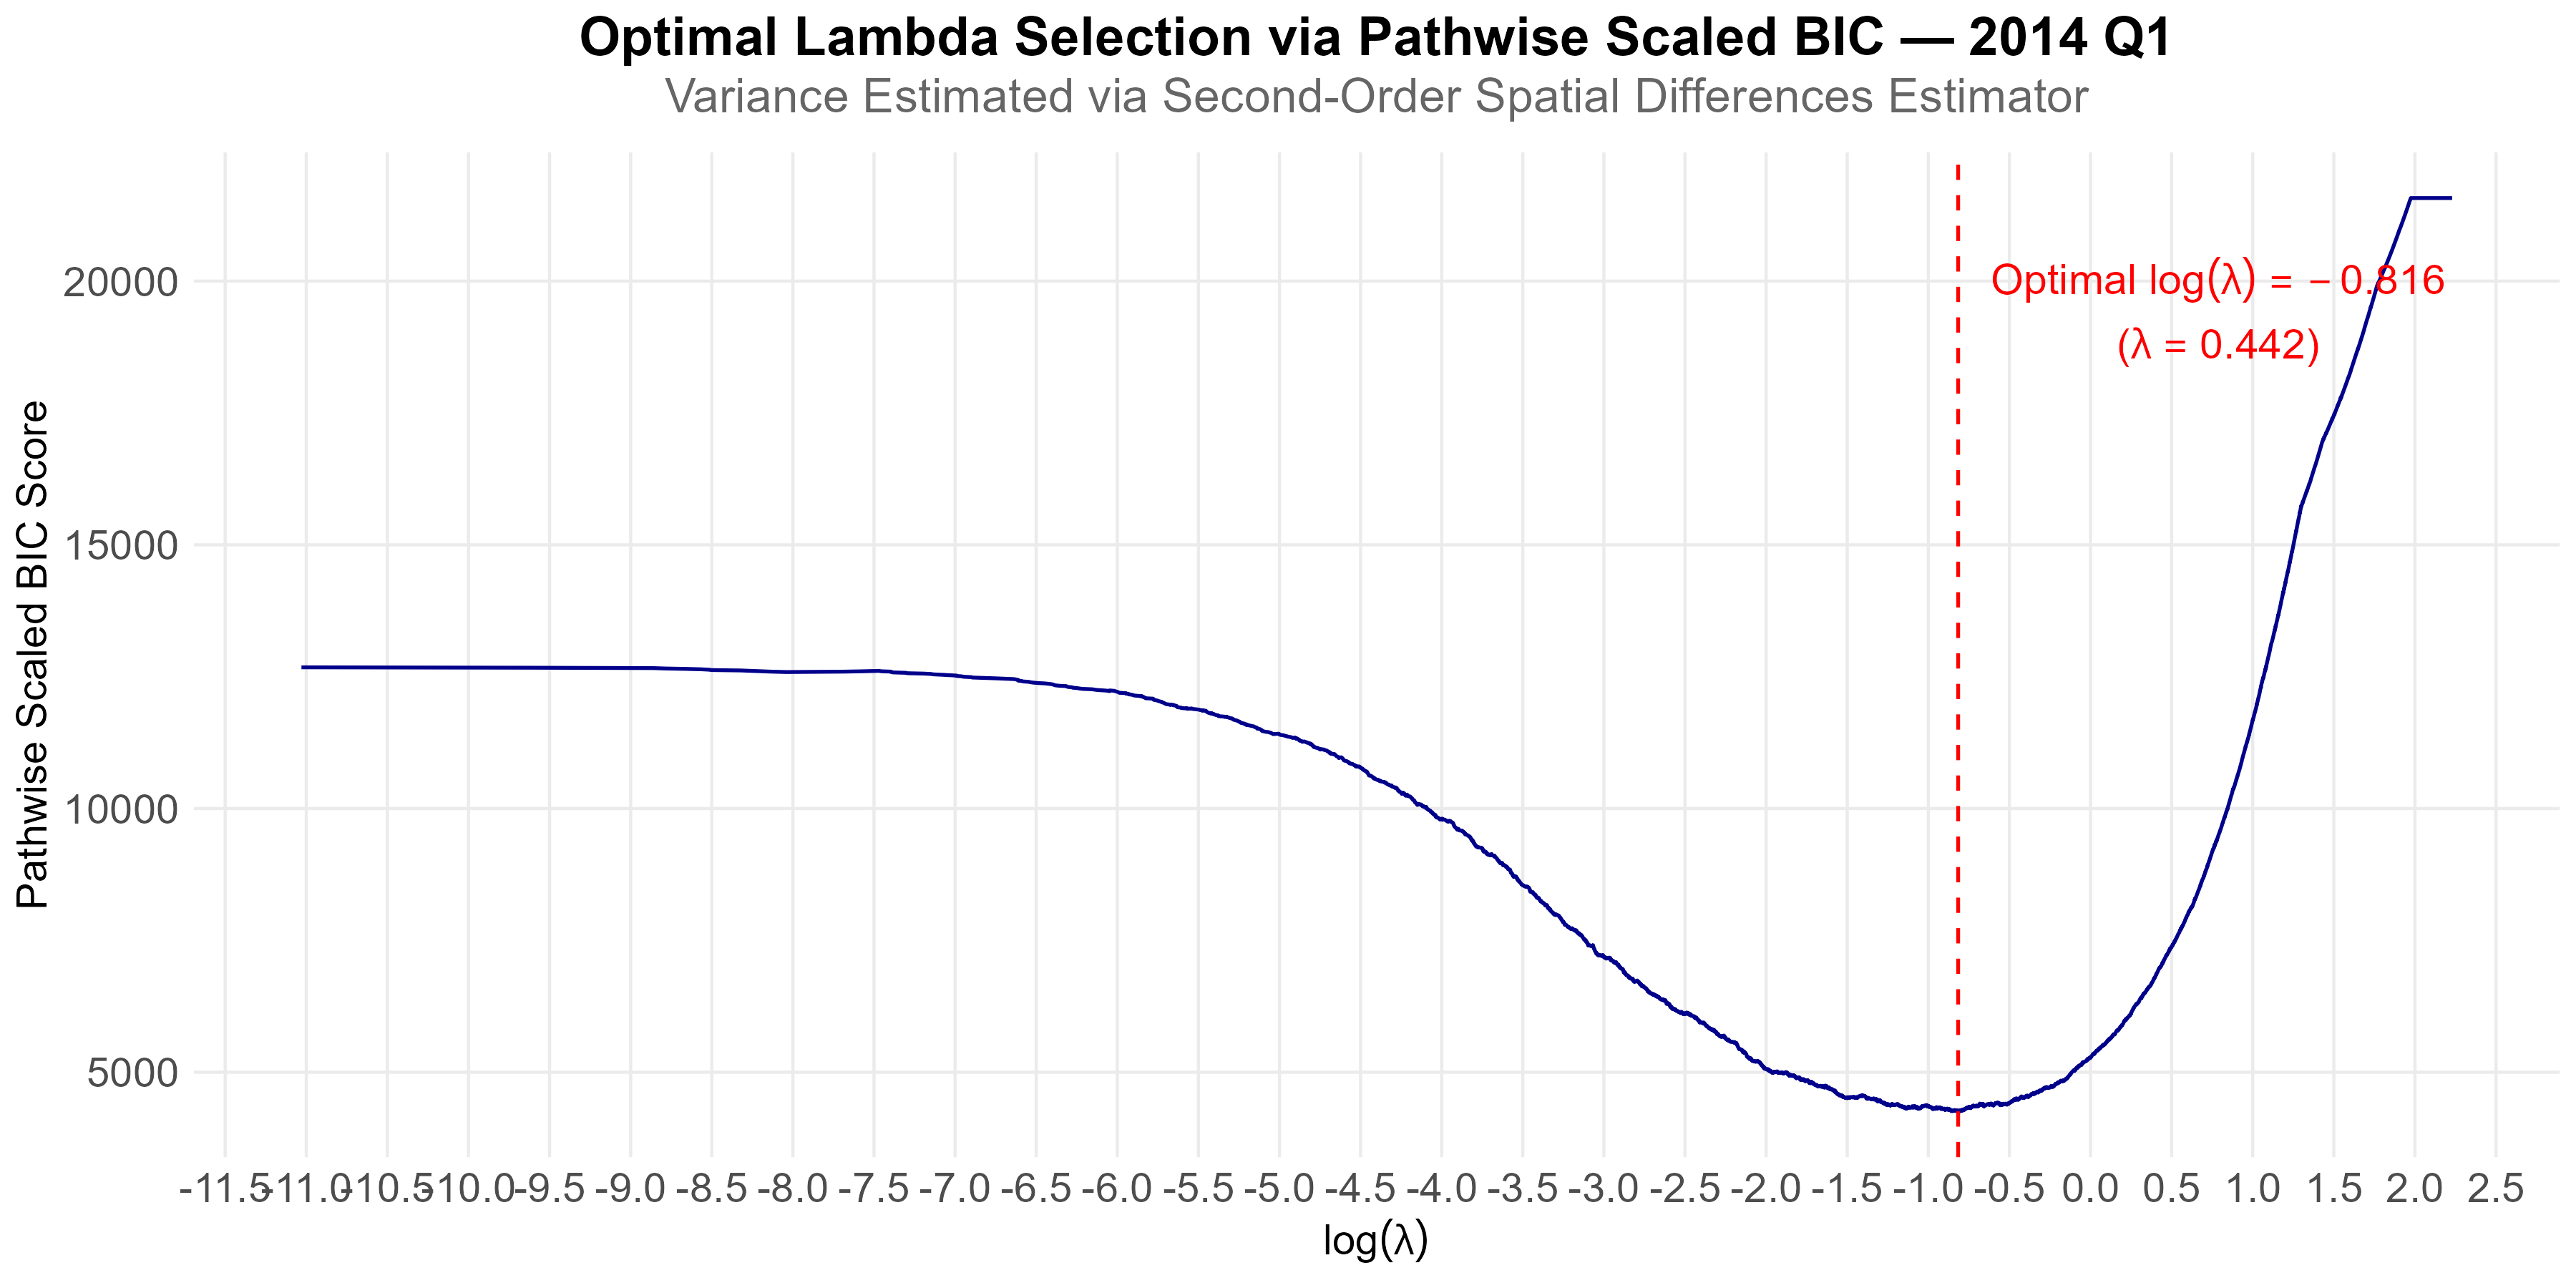 Optimal Lambda Selection via Pathwise Scaled BIC — 2014 Q1
Variance Estimated via Second-Order Spatial Differences Estimator
Pathwise Scaled BIC Score
20000
15000
10000
5000
Optimal log(λ) = − 0.816
(λ = 0.442)
-11.5 -11.0 -10.5 -10.0 -9.5 -9.0 -8.5 -8.0 -7.5 -7.0 -6.5 -6.0 -5.5 -5.0 -4.5 -4.0 -3.5 -3.0 -2.5 -2.0 -1.5 -1.0 -0.5 0.0 0.5 1.0 1.5 2.0 2.5
log(λ)